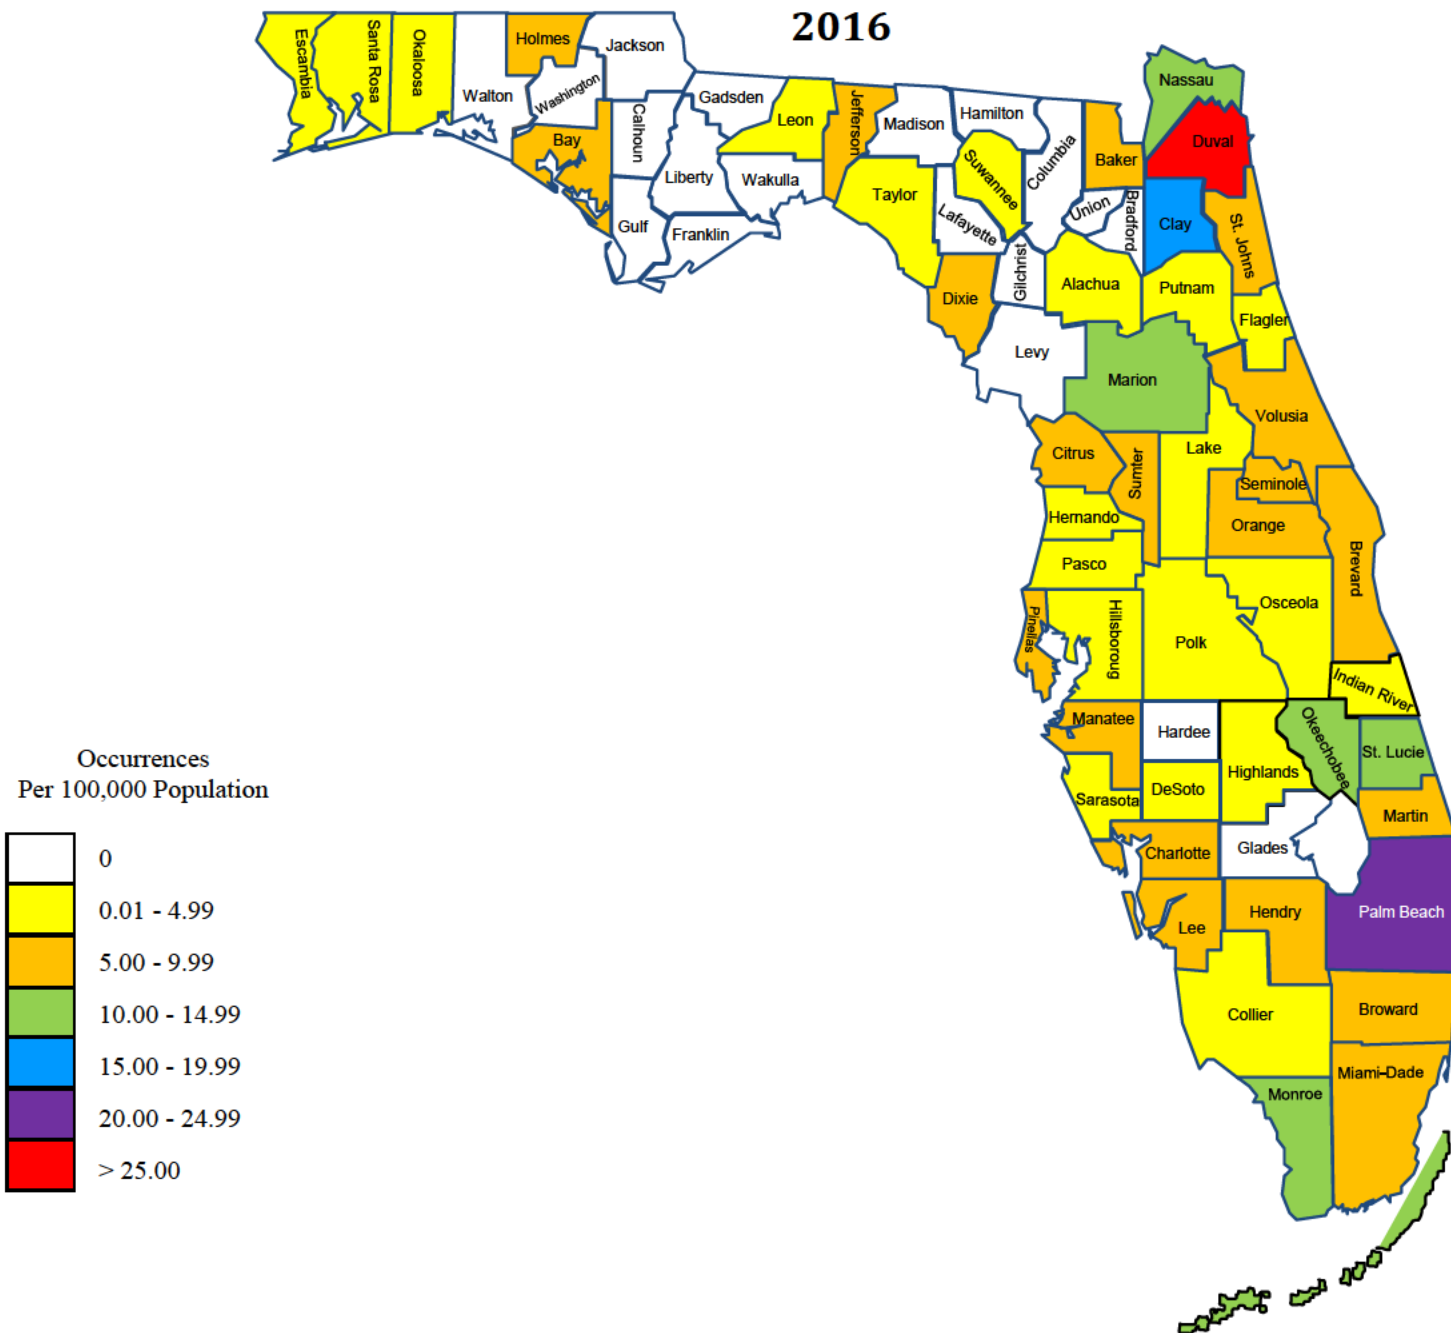 2016
Escambia
Santa Rosa
Okaloosa
Walton
Holmes
Washington
Jackson
Bay
Calhoun
Gulf
Gadsden
Liberty
Franklin
Leon
Wakulla
Jefferson
Madison
Taylor
Hamilton
Suwannee
Lafayette
Columbia
Dixie
Gilchrist
Baker
Union
Bradford
Nassau
Duval
Clay
St. Johns
Alachua
Putnam
Flagler
Levy
Marion
Volusia
Citrus
Sumter
Lake
Seminole
Hernando
Orange
Pasco
Brevard
Pinellas
Hillsboroug
Polk
Osceola
Indian River
Manatee
Hardee
Okeechobee
St. Lucie
Highlands
Sarasota
DeSoto
Martin
Charlotte
Glades
Lee
Hendry
Palm Beach
Collier
Broward
Monroe
Miami-Dade
Occurrences
Per 100,000 Population
0
0.01 - 4.99
5.00 - 9.99
10.00 - 14.99
15.00 - 19.99
20.00 - 24.99
> 25.00